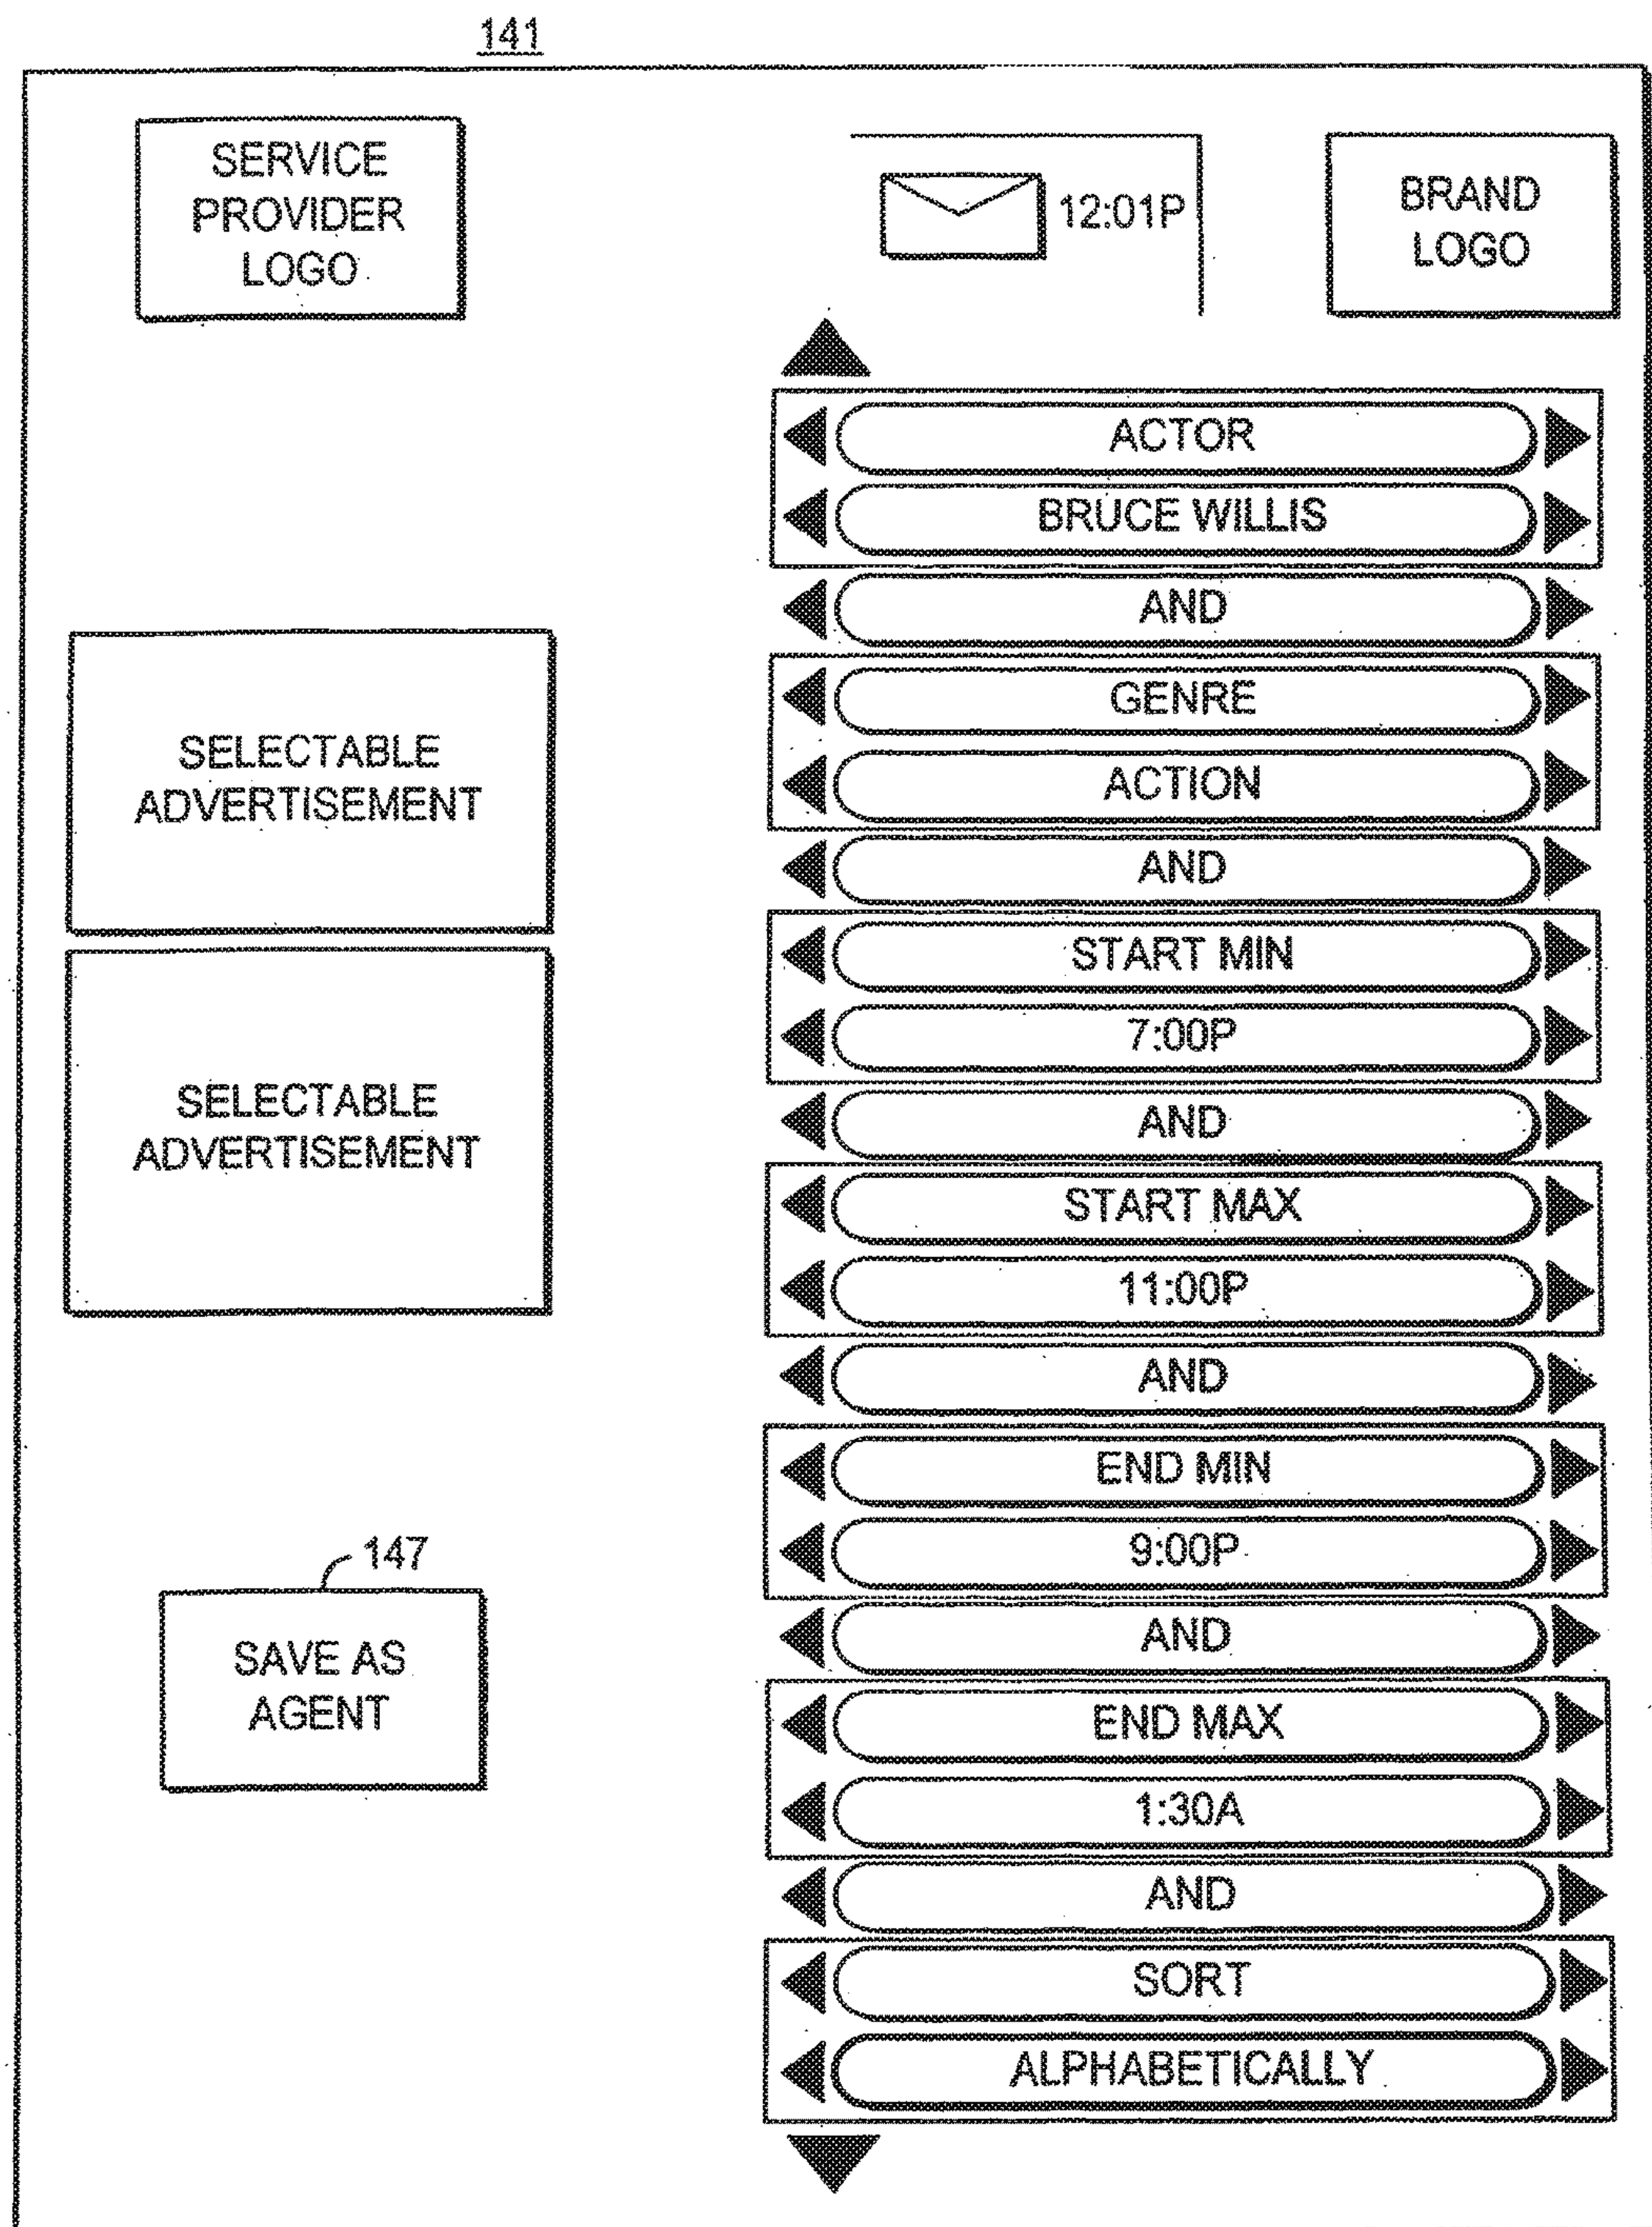 141
SERVICE
PROVIDER
LOGO
12:01P
BRAND
LOGO
ACTOR
BRUCE WILLIS
AND
GENRE
ACTION
AND
START MIN
7:00P
AND
START MAX
11:00P
AND
END MIN
9:00P
AND
END MAX
1:30A
AND
SORT
ALPHABETICALLY
SELECTABLE
ADVERTISEMENT
SELECTABLE
ADVERTISEMENT
147
SAVE AS
AGENT